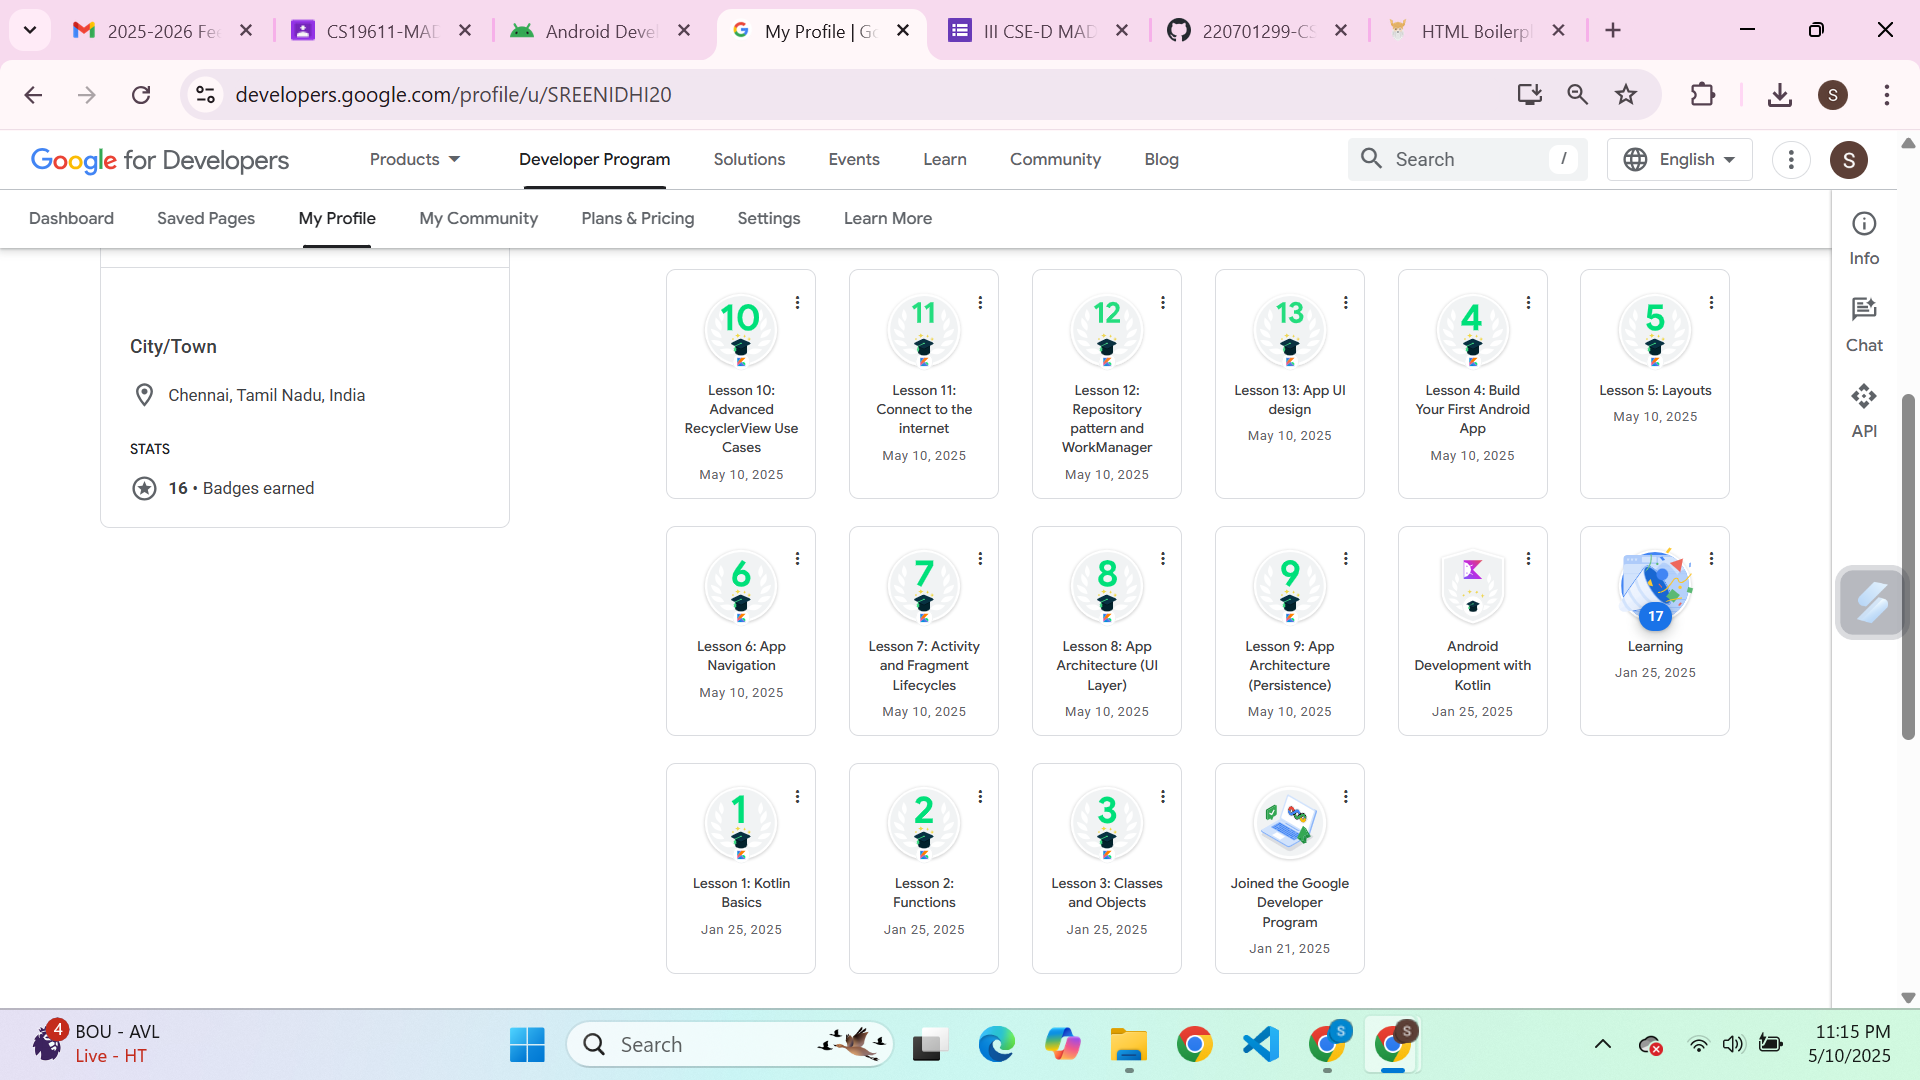 2025-2026 Fee
CS19611-MAD
Android Devel
My Profile | Go
III CSE-D MAD
220701299-CS
HTML Boilerpl
developers.google.com/profile/u/SREENIDHI20
S
Google for Developers
Products
Developer Program
Solutions
Events
Learn
Community
Blog
Search
/
English
S
Dashboard
Saved Pages
My Profile
My Community
Plans & Pricing
Settings
Learn More
Info
Chat
API
City/Town
Chennai, Tamil Nadu, India
STATS
16 • Badges earned
10
Lesson 10:
Advanced
RecyclerView Use
Cases
May 10, 2025
11
Lesson 11:
Connect to the
internet
May 10, 2025
12
Lesson 12:
Repository
pattern and
WorkManager
May 10, 2025
13
Lesson 13: App UI
design
May 10, 2025
4
Lesson 4: Build
Your First Android
App
May 10, 2025
5
Lesson 5: Layouts
May 10, 2025
6
Lesson 6: App
Navigation
May 10, 2025
7
Lesson 7: Activity
and Fragment
Lifecycles
May 10, 2025
8
Lesson 8: App
Architecture (UI
Layer)
May 10, 2025
9
Lesson 9: App
Architecture
(Persistence)
May 10, 2025
Android
Development with
Kotlin
Jan 25, 2025
17
Learning
Jan 25, 2025
1
Lesson 1: Kotlin
Basics
Jan 25, 2025
2
Lesson 2:
Functions
Jan 25, 2025
3
Lesson 3: Classes
and Objects
Jan 25, 2025
Joined the Google
Developer
Program
Jan 21, 2025
4
BOU - AVL
Live - HT
Search
S
S
11:15 PM
5/10/2025